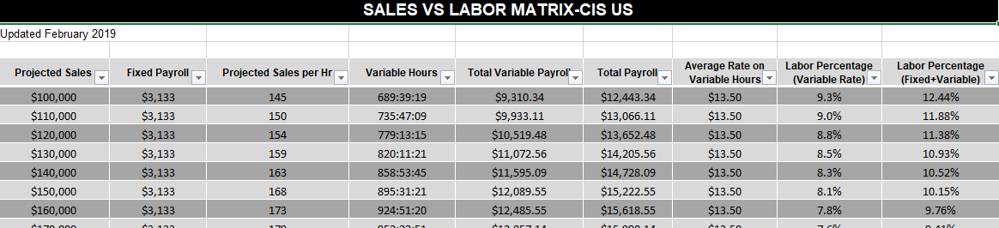 SALES VS LABOR MATRIX-CIS US
Updated February 2019
Projected Sales Fixed Payroll Projected Sales per Hr Variable Hours Total Variable Payroll Total Payroll Average Rate on Variable Hours Labor Percentage (Variable Rate) Labor Percentage (Fixed+Variable)
$100,000 $3,133 145 689:39:19 $9,310.34 $12,443.34 $13.50 9.3% 12.44%
$110,000 $3,133 150 735:47:09 $9,933.11 $13,066.11 $13.50 9.0% 11.88%
$120,000 $3,133 154 779:13:15 $10,519.48 $13,652.48 $13.50 8.8% 11.38%
$130,000 $3,133 159 820:11:21 $11,072.56 $14,205.56 $13.50 8.5% 10.93%
$140,000 $3,133 163 858:53:45 $11,595.09 $14,728.09 $13.50 8.3% 10.52%
$150,000 $3,133 168 895:31:21 $12,089.55 $15,222.55 $13.50 8.1% 10.15%
$160,000 $3,133 173 924:51:20 $12,485.55 $15,618.55 $13.50 7.8% 9.76%